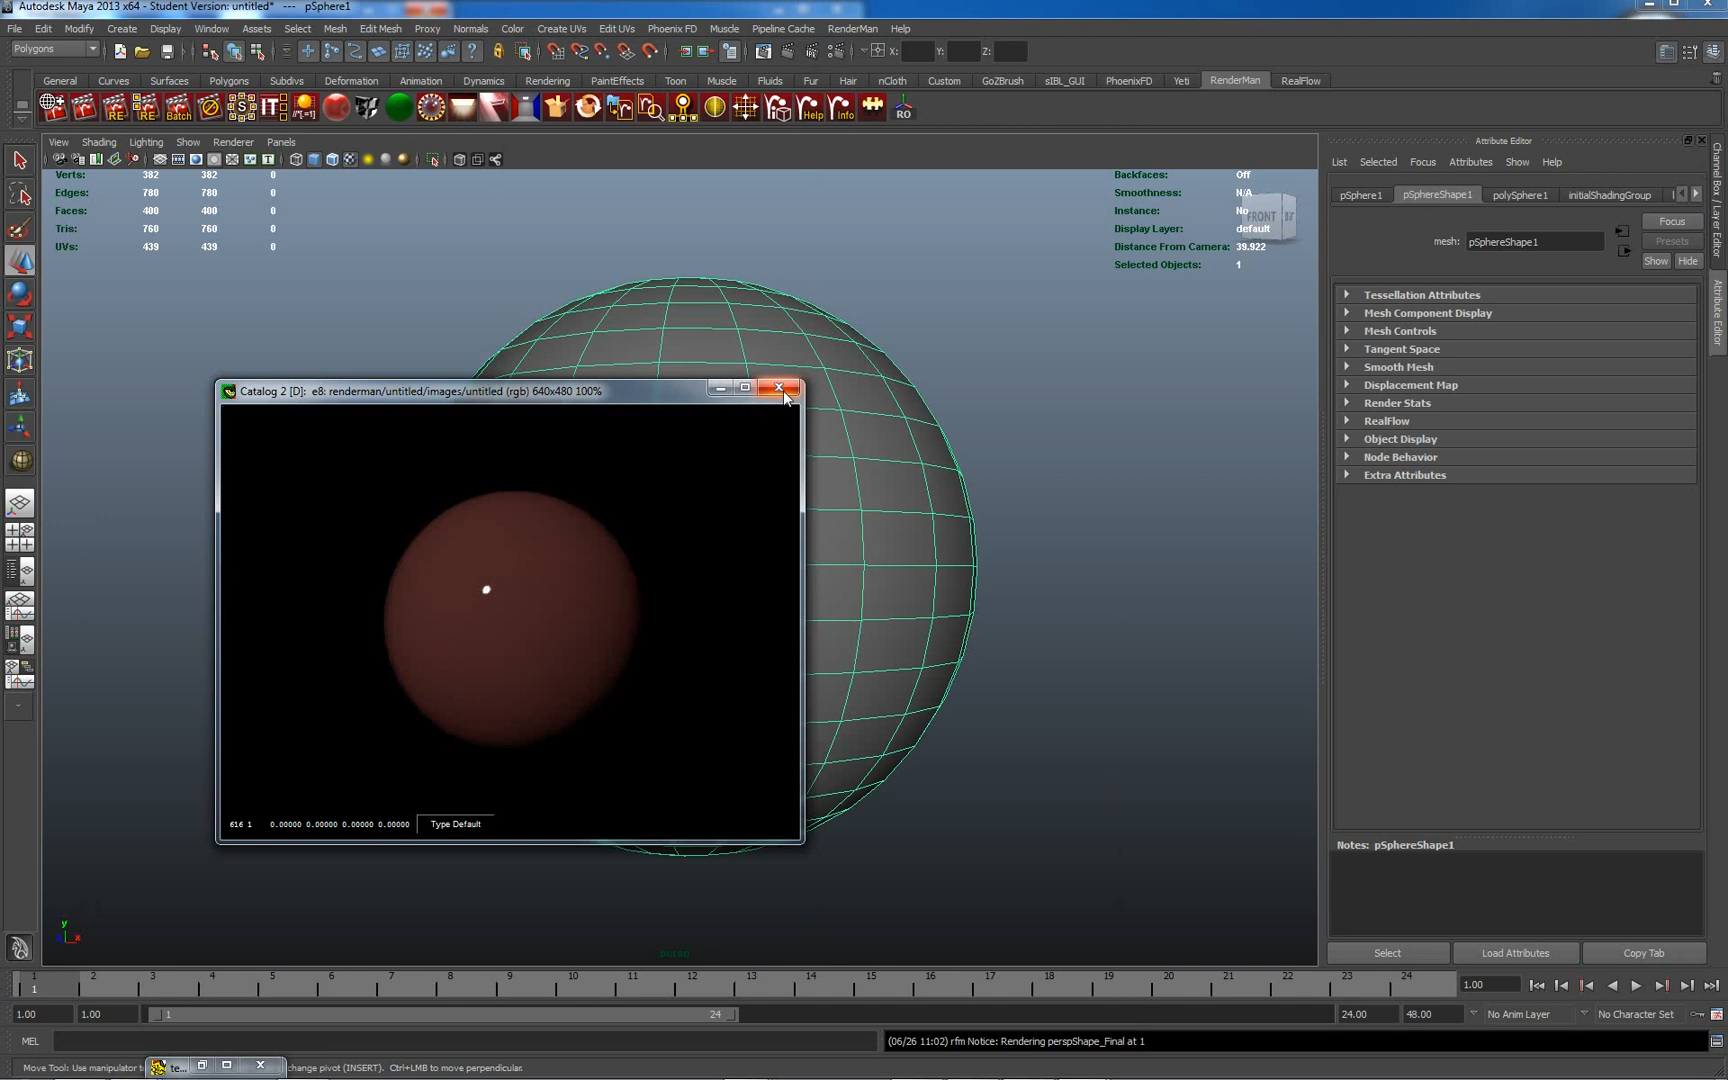 Autodesk Maya 2013 x64 - Student Version: untitled*   ---   pSphere1
File Edit Modify Create Display Window Assets Select Mesh Edit Mesh Proxy Normals Color Create UVs Edit UVs Phoenix FD Muscle Pipeline Cache RenderMan Help
Polygons X: Y: Z:
General Curves Surfaces Polygons Subdivs Deformation Animation Dynamics Rendering PaintEffects Toon Muscle Fluids Fur Hair nCloth Custom GoZBrush sIBL_GUI PhoenixFD Yeti RenderMan RealFlow
RE RE Batch S IT "[=1] Help Info RO
View Shading Lighting Show Renderer Panels
Attribute Editor
List Selected Focus Attributes Show Help
Verts: 382 382 0
Edges: 780 780 0
Faces: 400 400 0
Tris: 760 760 0
UVs: 439 439 0
Backfaces: Off
Smoothness: N/A
Instance: No
Display Layer: default
Distance From Camera: 39.922
Selected Objects: 1
FRONT
pSphere1 pSphereShape1 polySphere1 initialShadingGroup
Focus
mesh: pSphereShape1
Presets
Show Hide
Tessellation Attributes
Mesh Component Display
Mesh Controls
Tangent Space
Smooth Mesh
Displacement Map
Render Stats
RealFlow
Object Display
Node Behavior
Extra Attributes
Channel Box / Layer Editor
Attribute Editor
Catalog 2 [D]: e8: renderman/untitled/images/untitled (rgb) 640x480 100%
616 1 0.00000 0.00000 0.00000 0.00000 Type Default
Notes: pSphereShape1
Select Load Attributes Copy Tab
y
x
persp
1 2 3 4 5 6 7 8 9 10 11 12 13 14 15 16 17 18 19 20 21 22 23 24
1 1.00
1.00 1.00 1 24 24.00 48.00 No Anim Layer No Character Set
MEL (06/26 11:02) rfm Notice: Rendering perspShape_Final at 1
Move Tool: Use manipulator to te... change pivot (INSERT). Ctrl+LMB to move perpendicular.